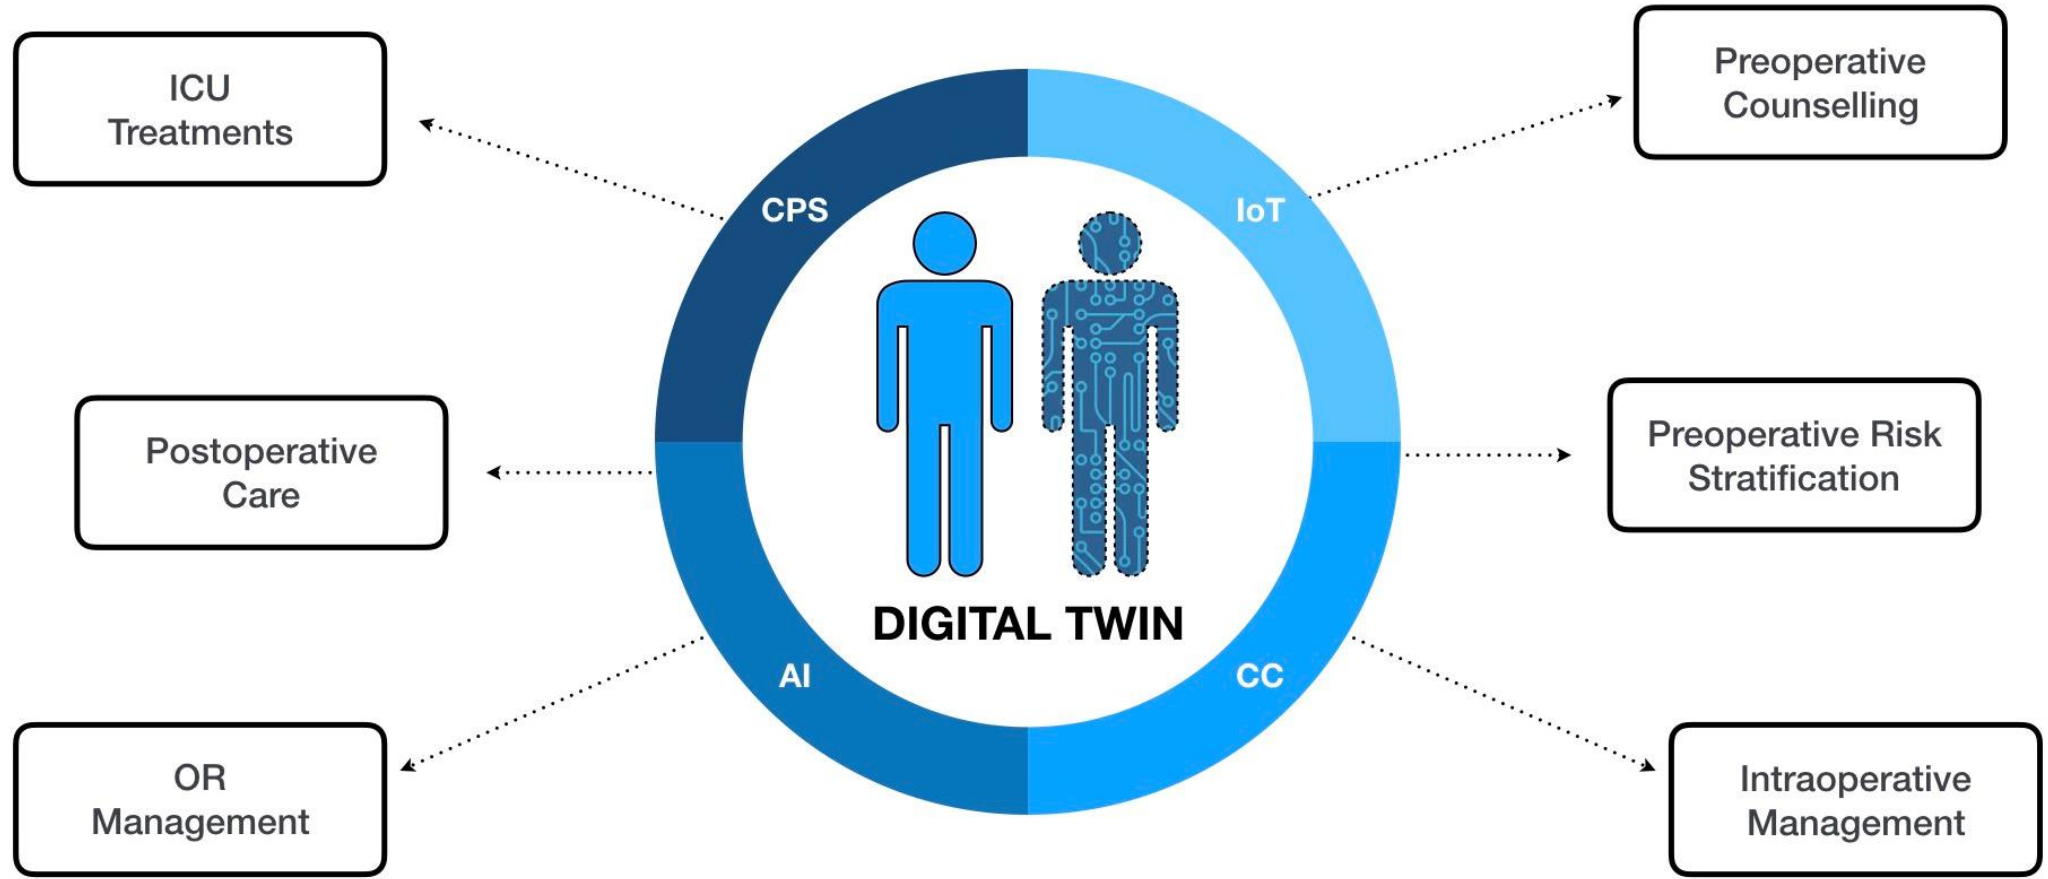 ICU
Treatments
Preoperative
Counselling
CPS
IoT
Postoperative
Care
Preoperative Risk
Stratification
DIGITAL TWIN
AI
CC
OR
Management
Intraoperative
Management